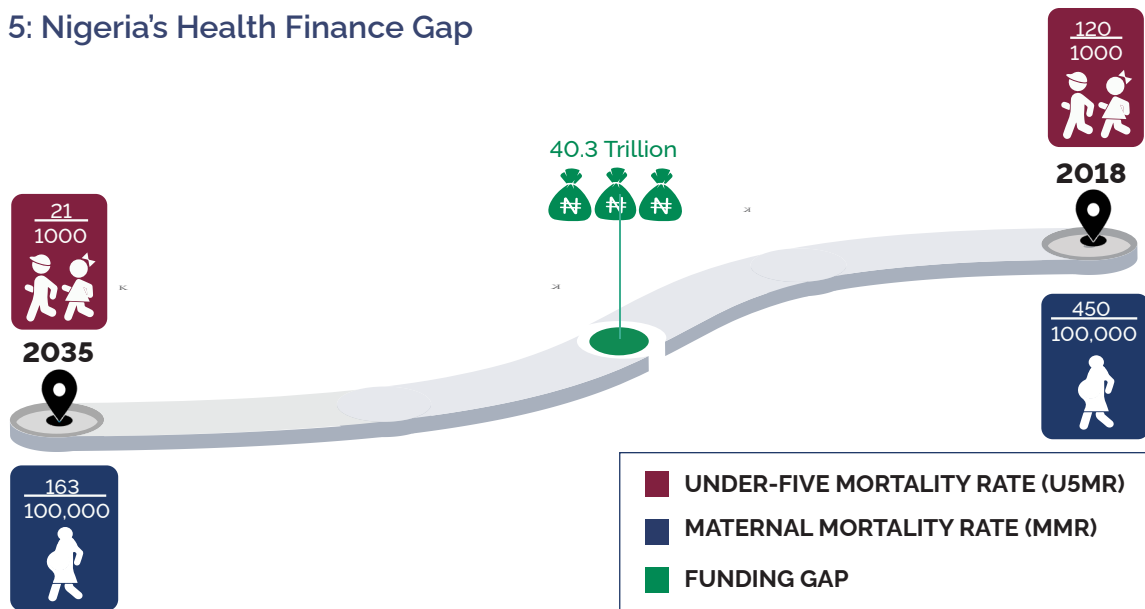 5: Nigeria's Health Finance Gap
120
1000
2018
40.3 Trillion
₦ ₦ ₦
21
1000
2035
450
100,000
163
100,000
UNDER-FIVE MORTALITY RATE (U5MR)
MATERNAL MORTALITY RATE (MMR)
FUNDING GAP